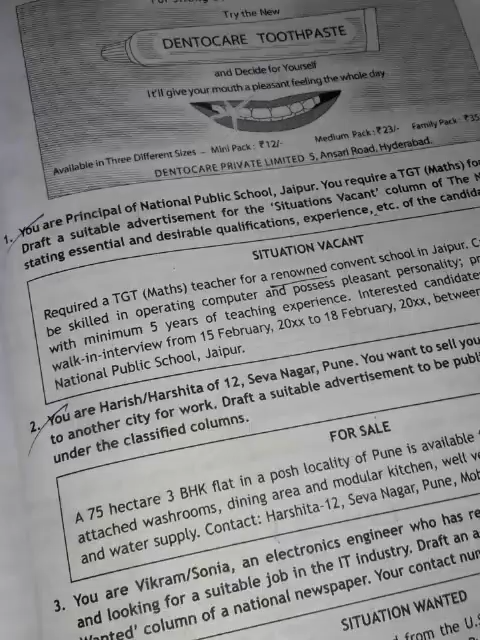 Try the New
DENTOCARE TOOTHPASTE
and Decide for Yourself
It'll give your mouth a pleasant feeling the whole day
Available in Three Different Sizes – Mini Pack : ₹12/- Medium Pack : ₹23/- Family Pack : ₹35
DENTOCARE PRIVATE LIMITED 5, Ansari Road, Hyderabad.
1. You are Principal of National Public School, Jaipur. You require a TGT (Maths)
Draft a suitable advertisement for the 'Situations Vacant' column of The
stating essential and desirable qualifications, experience, etc. of the
SITUATION VACANT
Required a TGT (Maths) teacher for a renowned convent school in Jaipur.
be skilled in operating computer and possess pleasant personality;
with minimum 5 years of teaching experience. Interested
walk-in-interview from 15 February, 20xx to 18 February, 20xx, between
National Public School, Jaipur.
2. You are Harish/Harshita of 12, Seva Nagar, Pune. You want to sell
to another city for work. Draft a suitable advertisement to be
under the classified columns.
FOR SALE
A 75 hectare 3 BHK flat in a posh locality of Pune is available
attached washrooms, dining area and modular kitchen, well
and water supply. Contact: Harshita-12, Seva Nagar, Pune,
3. You are Vikram/Sonia, an electronics engineer who has
and looking for a suitable job in the IT industry. Draft an
Wanted' column of a national newspaper. Your contact
SITUATION WANTED
from the